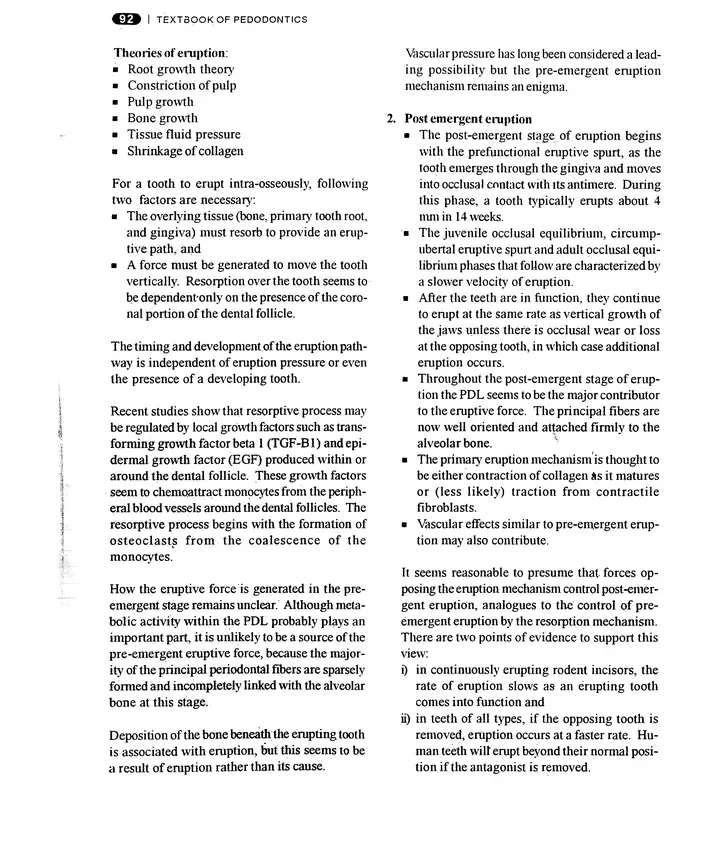 92 | TEXTBOOK OF PEDODONTICS
Theories of eruption:
▪ Root growth theory
▪ Constriction of pulp
▪ Pulp growth
▪ Bone growth
▪ Tissue fluid pressure
▪ Shrinkage of collagen
For a tooth to erupt intra-osseously, following
two factors are necessary:
▪ The overlying tissue (bone, primary tooth root,
and gingiva) must resorb to provide an erup-
tive path, and
▪ A force must be generated to move the tooth
vertically. Resorption over the tooth seems to
be dependent only on the presence of the coro-
nal portion of the dental follicle.
The timing and development of the eruption path-
way is independent of eruption pressure or even
the presence of a developing tooth.
Recent studies show that resorptive process may
be regulated by local growth factors such as trans-
forming growth factor beta 1 (TGF-B1) and epi-
dermal growth factor (EGF) produced within or
around the dental follicle. These growth factors
seem to chemoattract monocytes from the periph-
eral blood vessels around the dental follicles. The
resorptive process begins with the formation of
osteoclasts from the coalescence of the
monocytes.
How the eruptive force is generated in the pre-
emergent stage remains unclear. Although meta-
bolic activity within the PDL probably plays an
important part, it is unlikely to be a source of the
pre-emergent eruptive force, because the major-
ity of the principal periodontal fibers are sparsely
formed and incompletely linked with the alveolar
bone at this stage.
Deposition of the bone beneath the erupting tooth
is associated with eruption, but this seems to be
a result of eruption rather than its cause.
Vascular pressure has long been considered a lead-
ing possibility but the pre-emergent eruption
mechanism remains an enigma.
2. Post emergent eruption
▪ The post-emergent stage of eruption begins
with the prefunctional eruptive spurt, as the
tooth emerges through the gingiva and moves
into occlusal contact with its antimere. During
this phase, a tooth typically erupts about 4
mm in 14 weeks.
▪ The juvenile occlusal equilibrium, circump-
ubertal eruptive spurt and adult occlusal equi-
librium phases that follow are characterized by
a slower velocity of eruption.
▪ After the teeth are in function, they continue
to erupt at the same rate as vertical growth of
the jaws unless there is occlusal wear or loss
at the opposing tooth, in which case additional
eruption occurs.
▪ Throughout the post-emergent stage of erup-
tion the PDL seems to be the major contributor
to the eruptive force. The principal fibers are
now well oriented and attached firmly to the
alveolar bone.
▪ The primary eruption mechanism is thought to
be either contraction of collagen as it matures
or (less likely) traction from contractile
fibroblasts.
▪ Vascular effects similar to pre-emergent erup-
tion may also contribute.
It seems reasonable to presume that forces op-
posing the eruption mechanism control post-emer-
gent eruption, analogues to the control of pre-
emergent eruption by the resorption mechanism.
There are two points of evidence to support this
view:
i) in continuously erupting rodent incisors, the
rate of eruption slows as an erupting tooth
comes into function and
ii) in teeth of all types, if the opposing tooth is
removed, eruption occurs at a faster rate. Hu-
man teeth will erupt beyond their normal posi-
tion if the antagonist is removed.